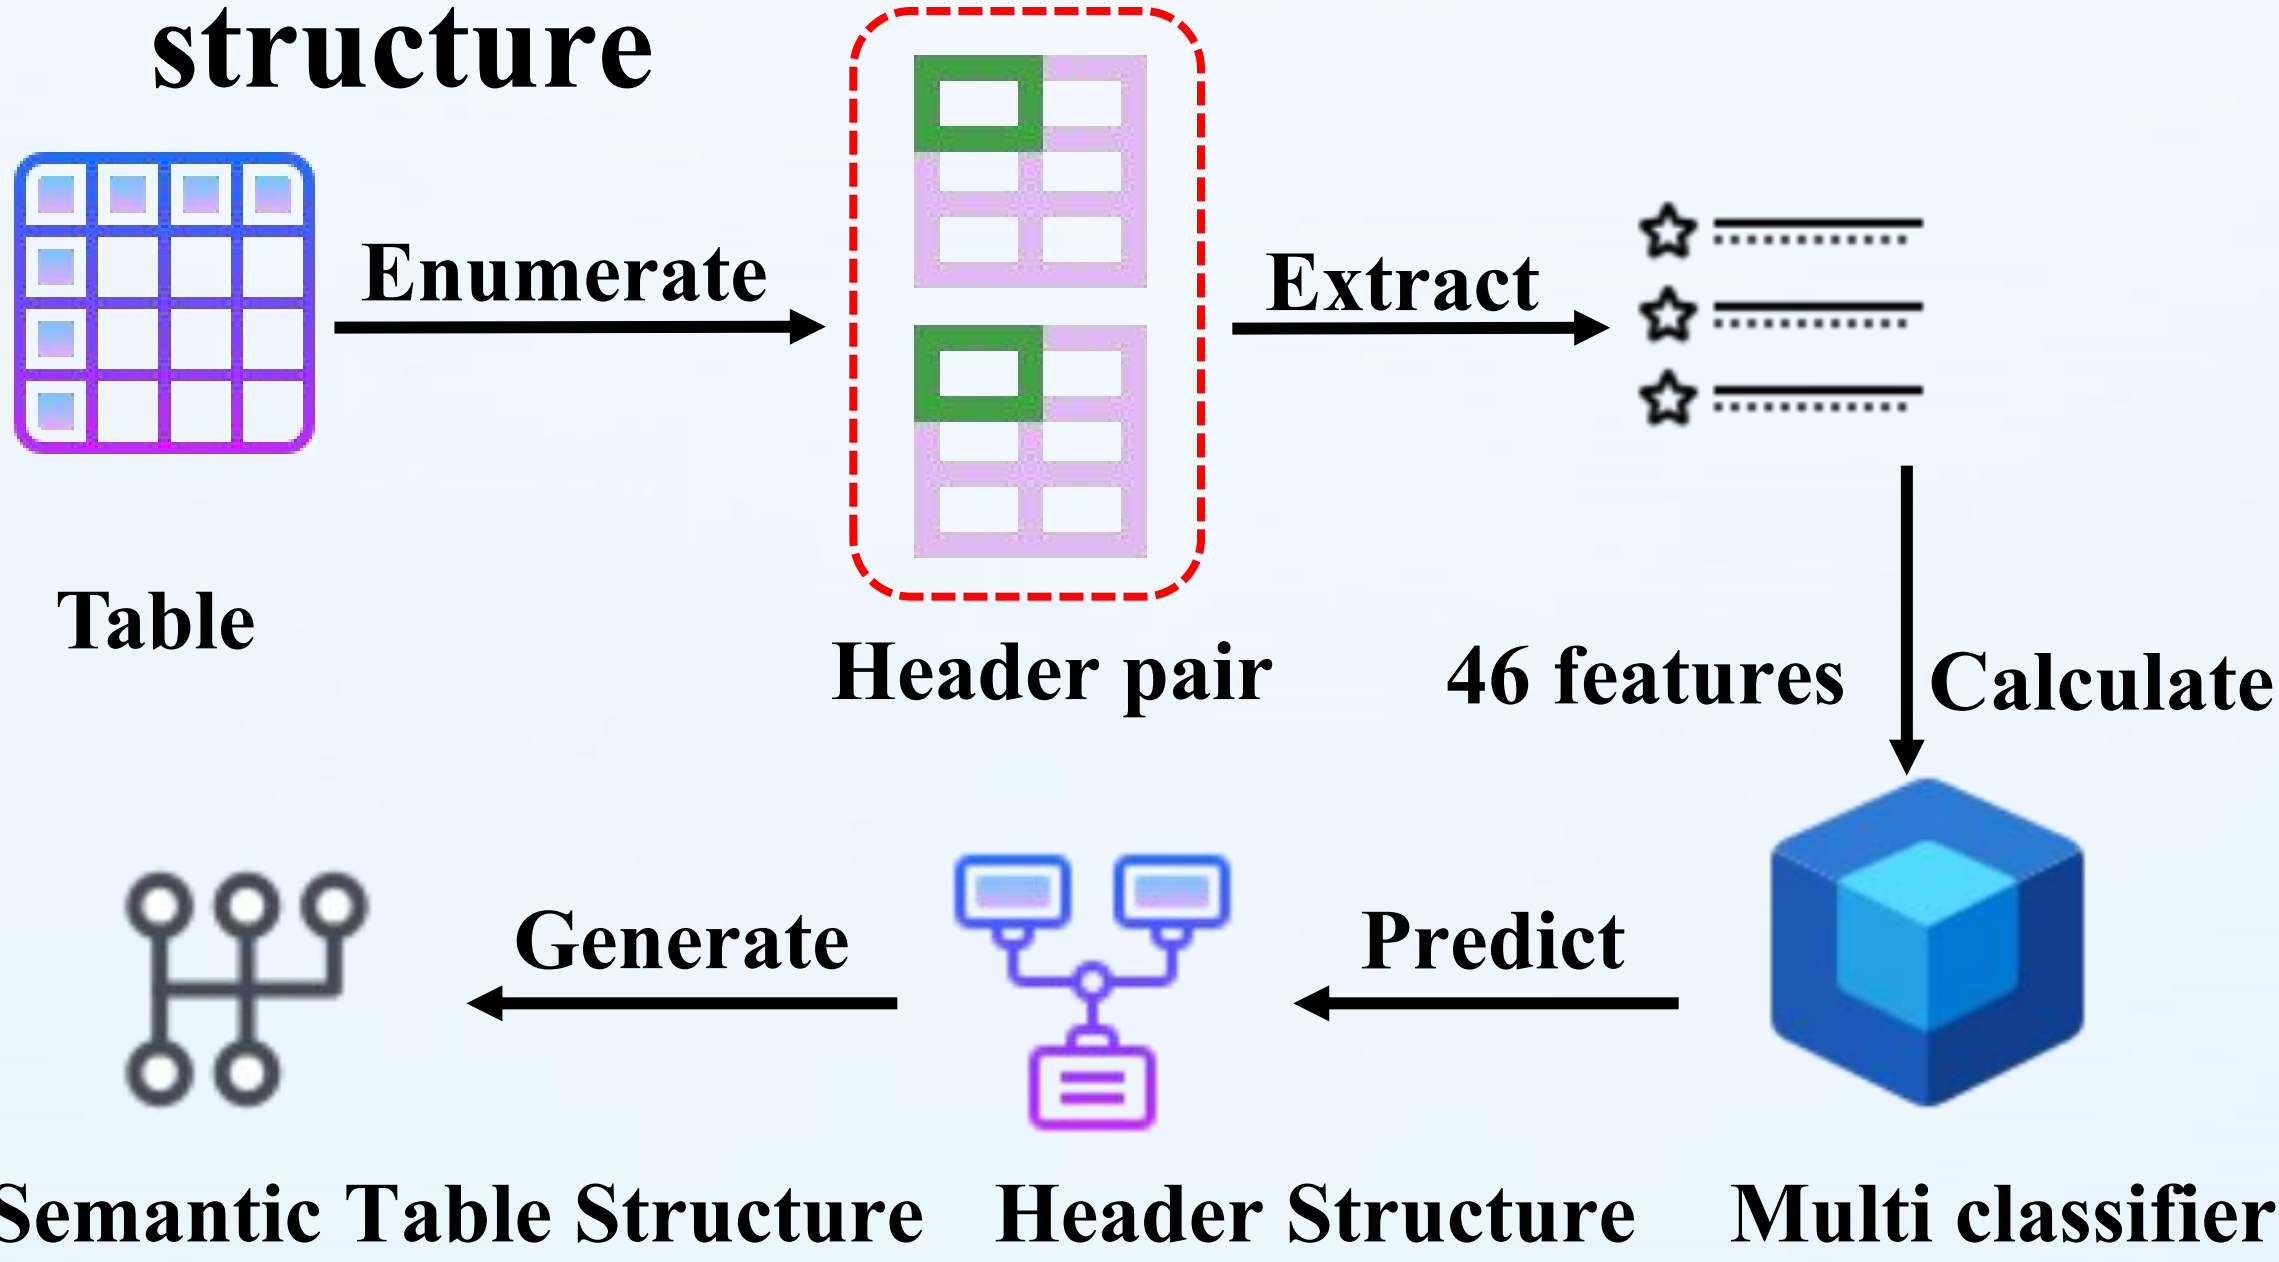 structure
Enumerate
Extract
Table
Header pair
46 features
Calculate
Generate
Predict
Semantic Table Structure
Header Structure
Multi classifier